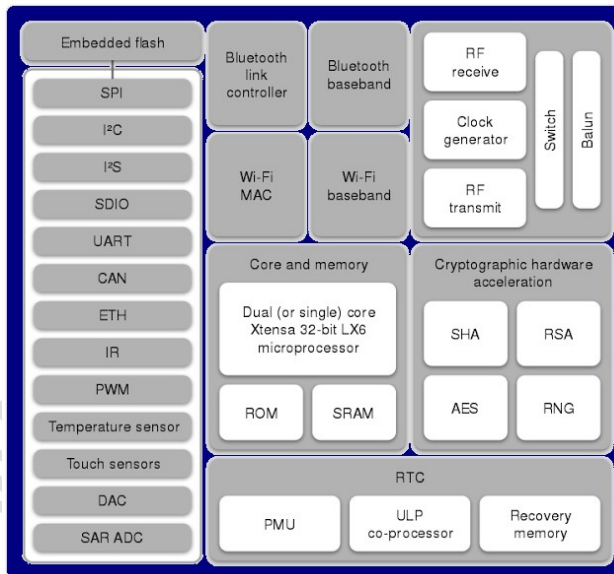 Embedded flash
SPI
I²C
I²S
SDIO
UART
CAN
ETH
IR
PWM
Temperature sensor
Touch sensors
DAC
SAR ADC
Bluetooth
link
controller
Bluetooth
baseband
Wi-Fi
MAC
Wi-Fi
baseband
RF
receive
Clock
generator
RF
transmit
Switch
Balun
Core and memory
Dual (or single) core
Xtensa 32-bit LX6
microprocessor
ROM
SRAM
Cryptographic hardware
acceleration
SHA
RSA
AES
RNG
RTC
PMU
ULP
co-processor
Recovery
memory